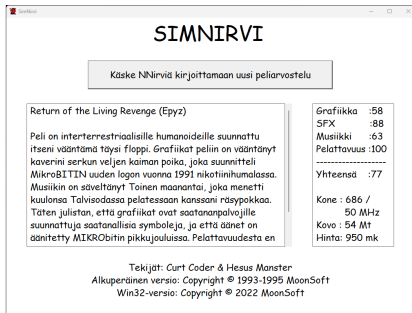 SimNirvi
SIMNIRVI
Käske NNirviä kirjoittamaan uusi peliarvostelu
Return of the Living Revenge (Epyz)
Peli on interterrestriaalisille humanoideille suunnattu
itseni vääntämä täysi floppi. Grafiikat peliin on vääntänyt
kaverini serkun veljen kaiman poika, joka suunnitteli
MikroBITIN uuden logon vuonna 1991 nikotiinihumalassa.
Musiikin on säveltänyt Toinen maanantai, joka menetti
kuulonsa Talvisodassa pelatessaan kanssani räsypokkaa.
Täten julistan, että grafiikat ovat saatananpalvojille
suunnattuja saatanallisia symboleja, ja että äänet on
äänitetty MIKRObitin pikkujouluissa. Pelattavuudesta en
Grafiikka :58
SFX :88
Musiikki :63
Pelattavuus :100
-------------------
Yhteensä :77
Kone : 686 /
50 MHz
Kovo : 54 Mt
Hinta: 950 mk
Tekijät: Curt Coder & Hesus Manster
Alkuperäinen versio: Copyright © 1993-1995 MoonSoft
Win32-versio: Copyright © 2022 MoonSoft